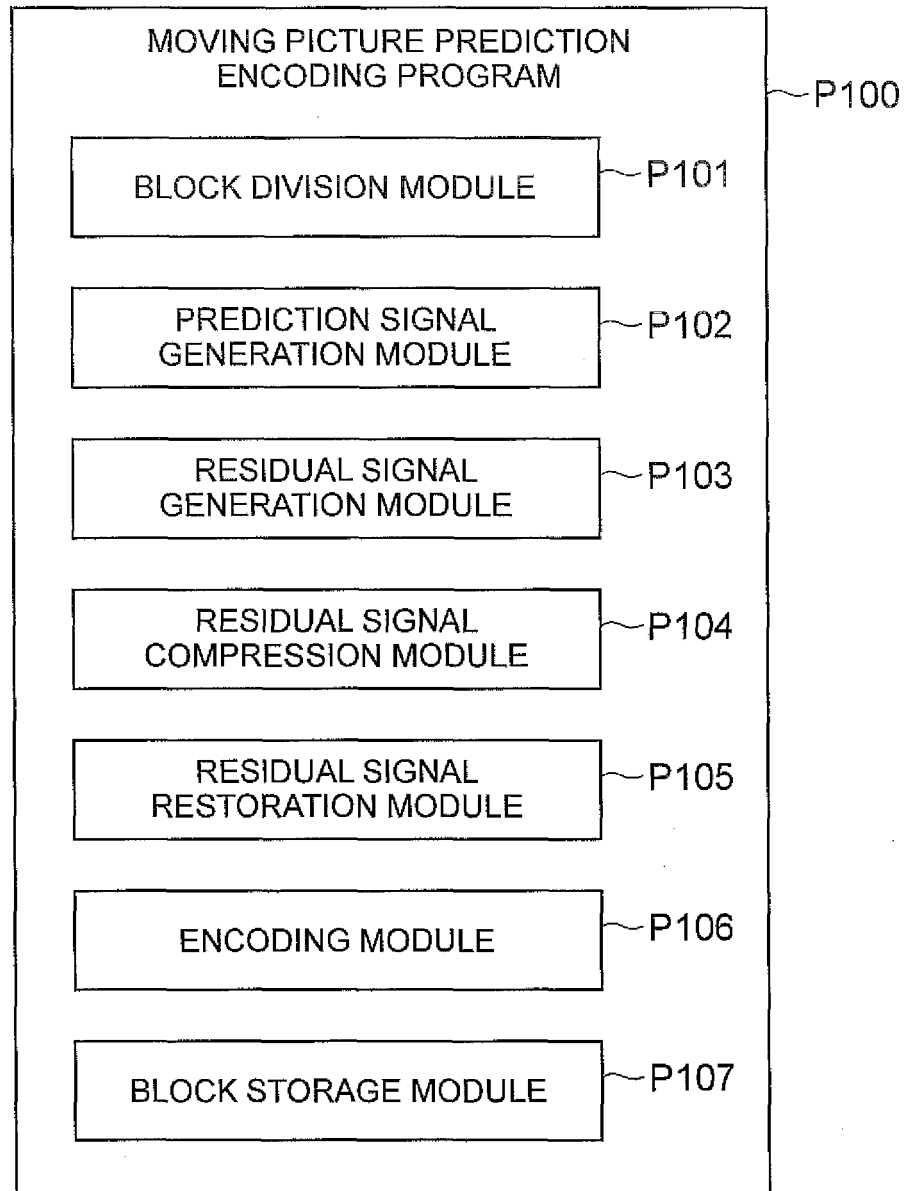 MOVING PICTURE PREDICTION
ENCODING PROGRAM
P100
BLOCK DIVISION MODULE
P101
PREDICTION SIGNAL
GENERATION MODULE
P102
RESIDUAL SIGNAL
GENERATION MODULE
P103
RESIDUAL SIGNAL
COMPRESSION MODULE
P104
RESIDUAL SIGNAL
RESTORATION MODULE
P105
ENCODING MODULE
P106
BLOCK STORAGE MODULE
P107